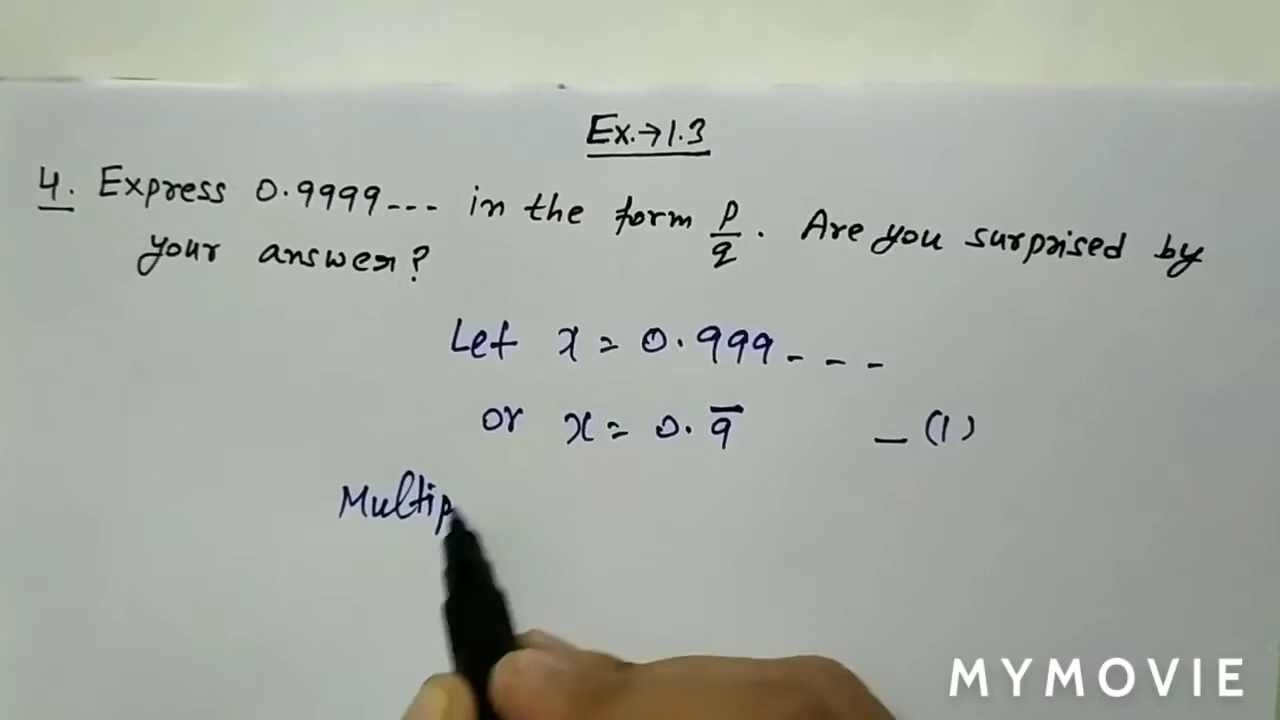 Ex.→1.3
4. Express 0.9999--- in the form p/q. Are you surprised by
your answer?
Let x = 0.999---
or x = 0.9̅ —(1)
Multip
MYMOVIE